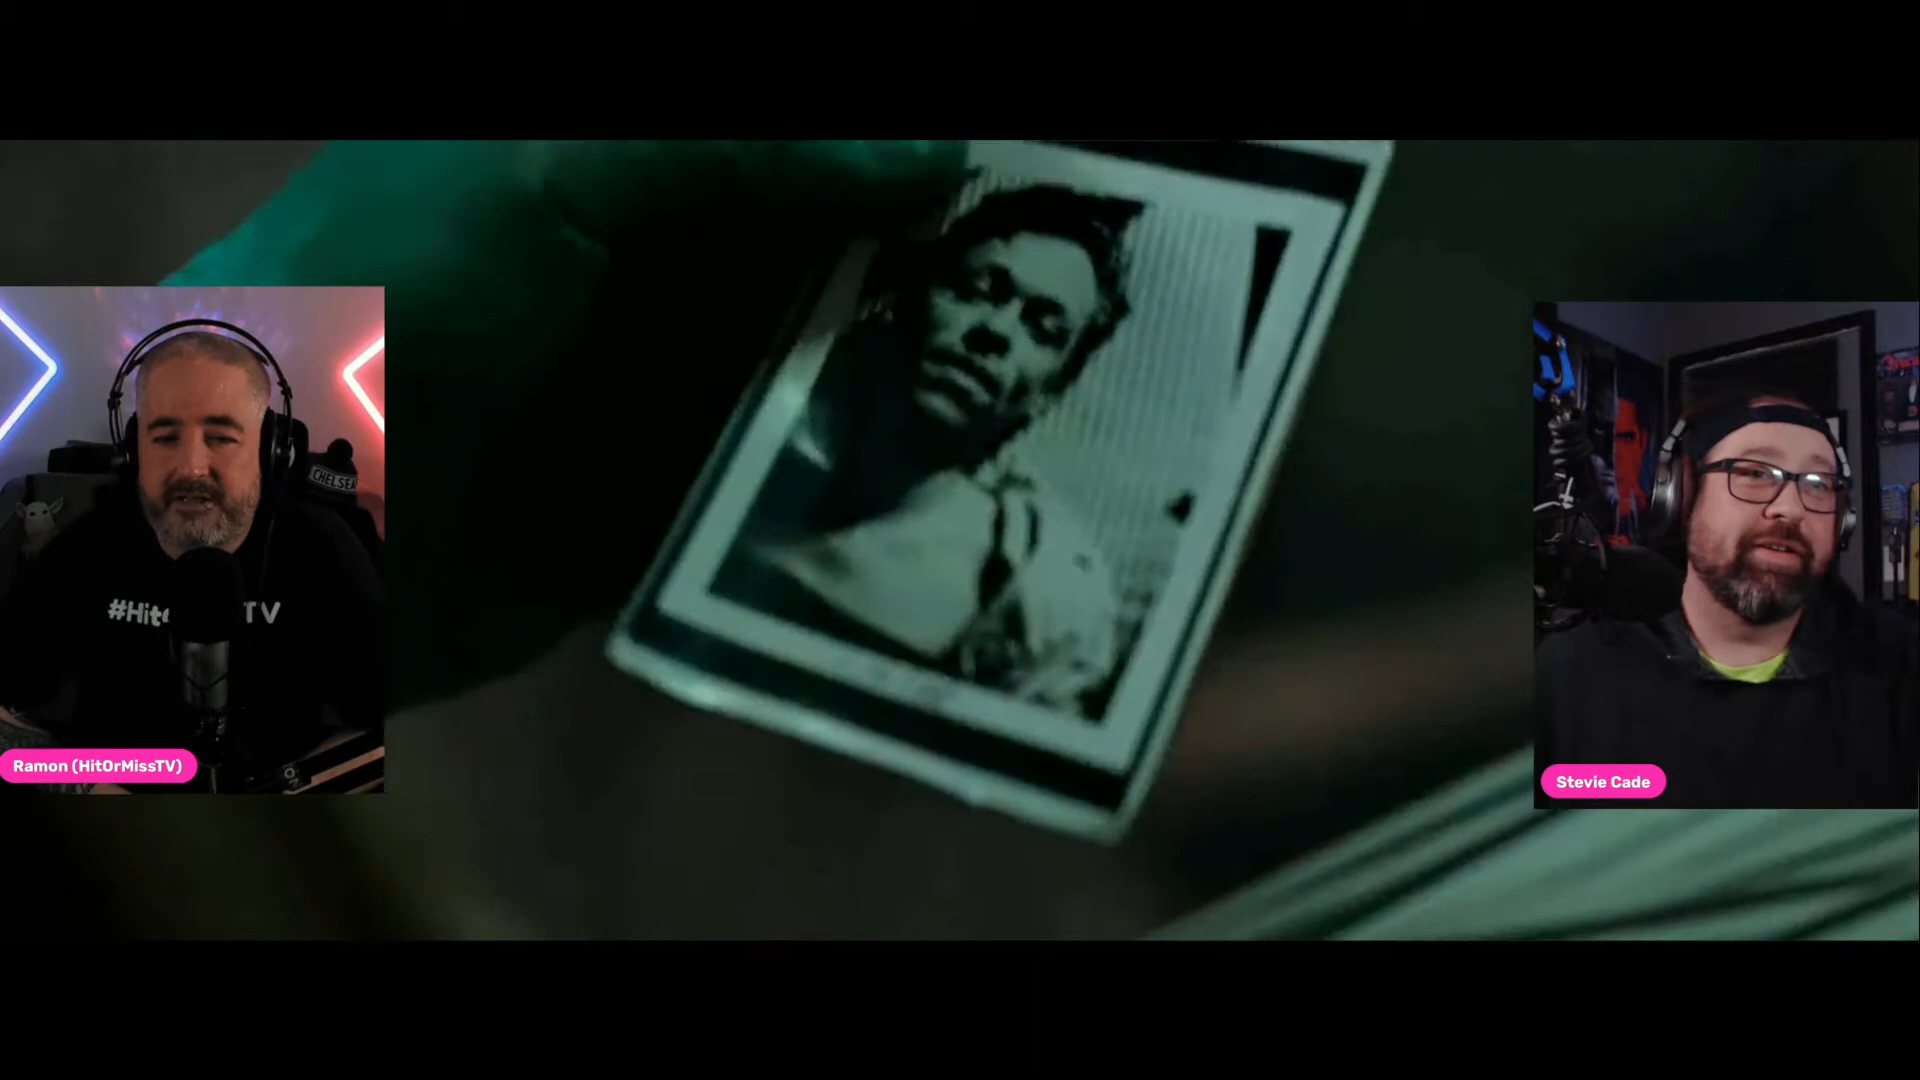 CHELSEA
#Hit
TV
Ramon (HitOrMissTV)
Stevie Cade